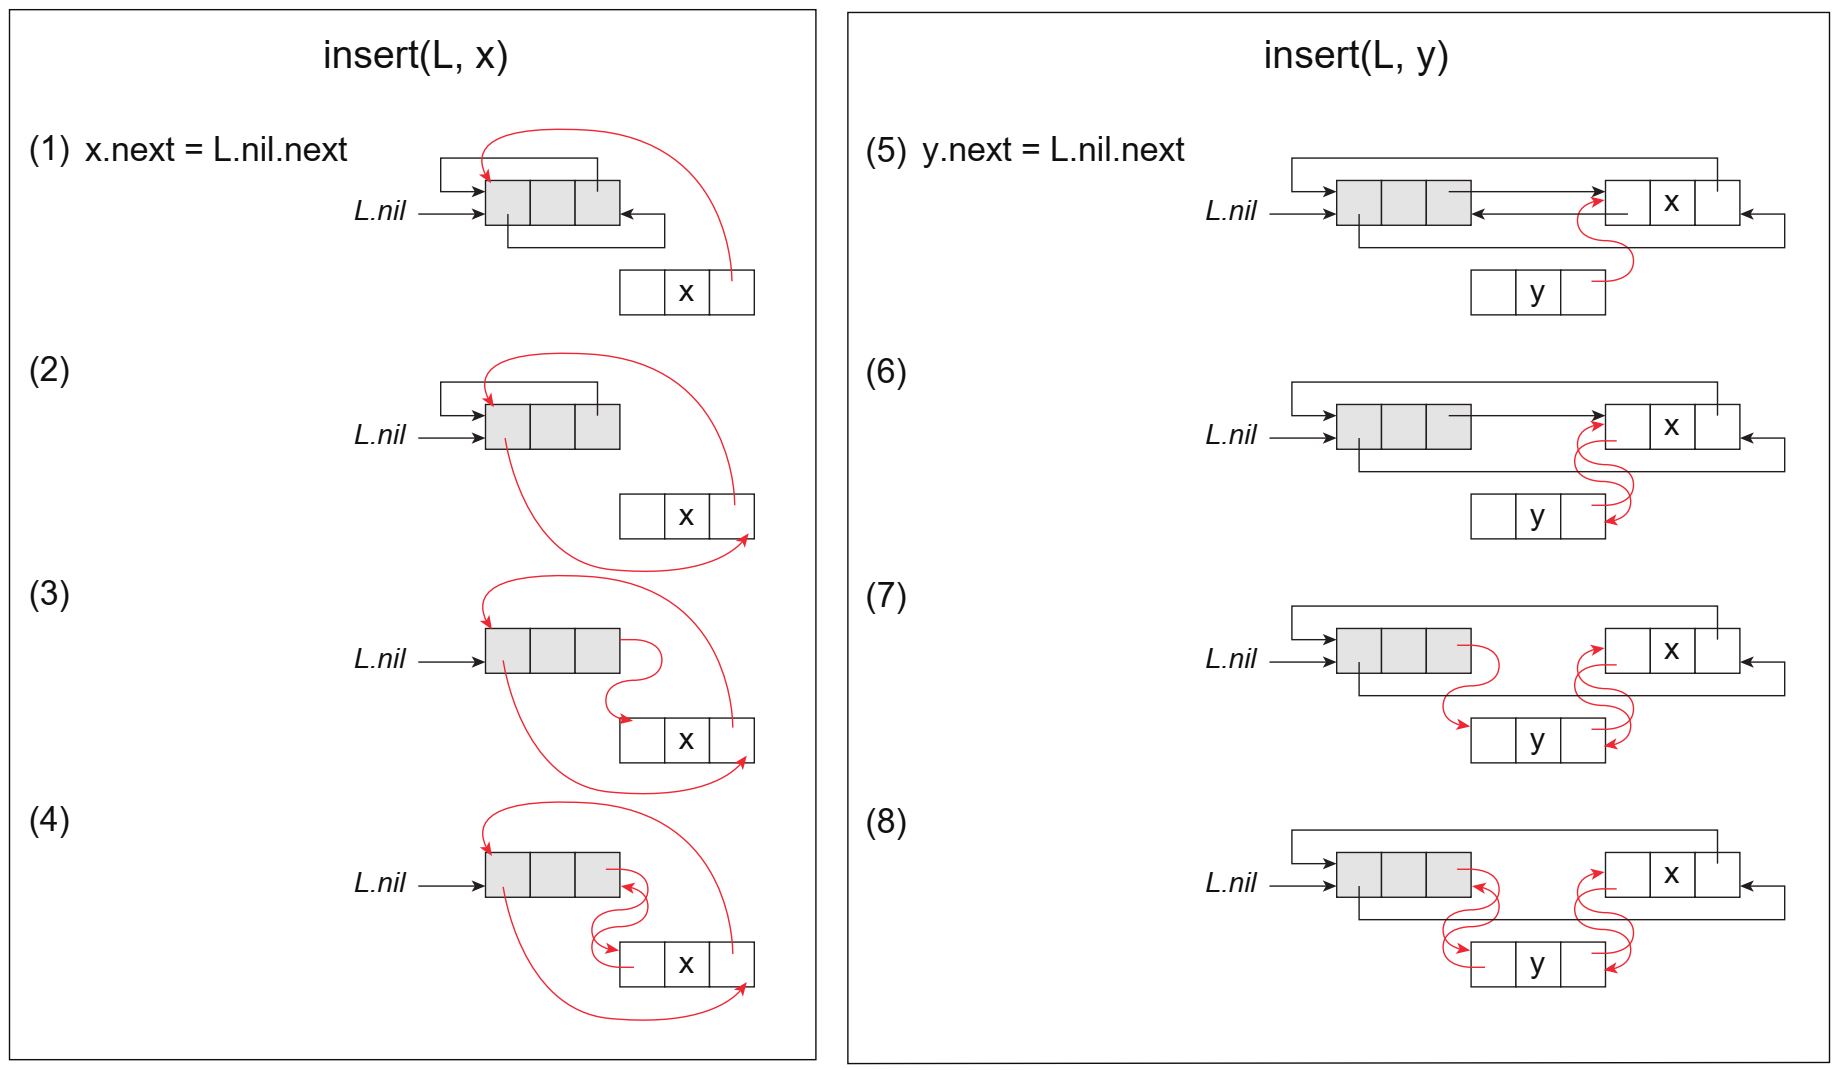 insert(L, x)
(1) x.next = L.nil.next
L.nil
x
(2)
L.nil
x
(3)
L.nil
x
(4)
L.nil
x
insert(L, y)
(5) y.next = L.nil.next
L.nil
x
y
(6)
L.nil
x
y
(7)
L.nil
x
y
(8)
L.nil
x
y